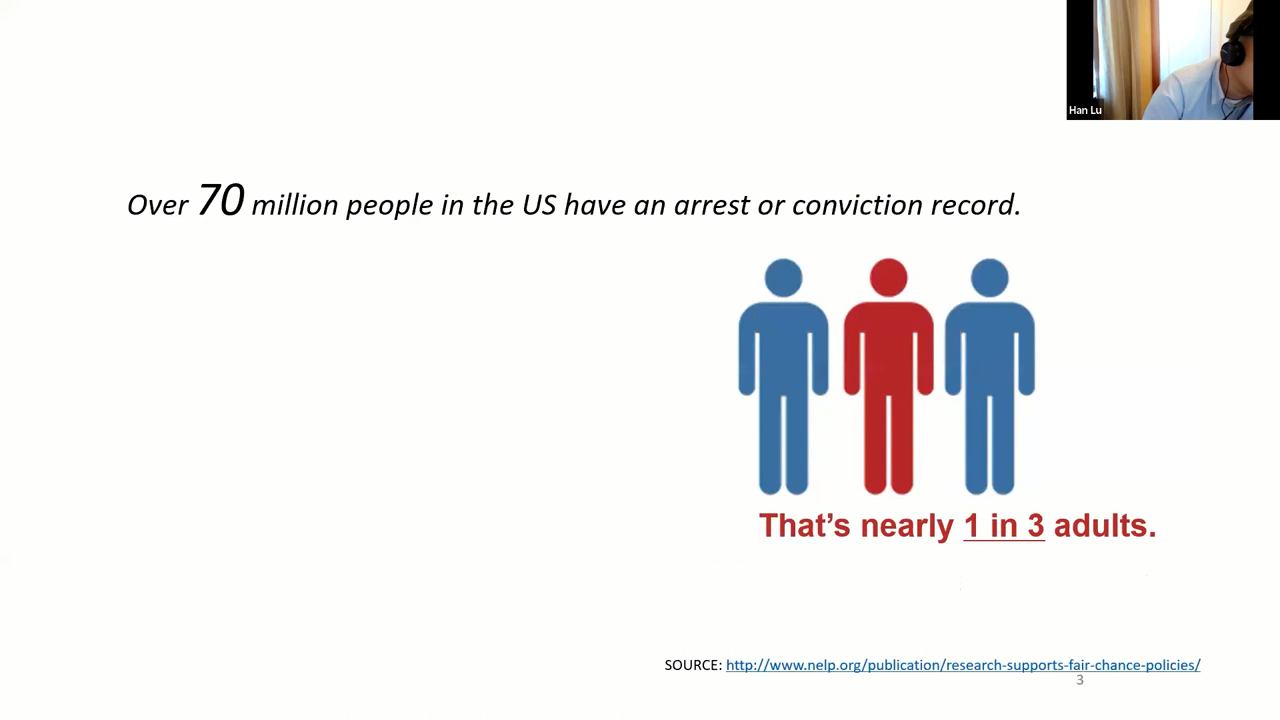 Han Lu
Over 70 million people in the US have an arrest or conviction record.
That's nearly 1 in 3 adults.
SOURCE: http://www.nelp.org/publication/research-supports-fair-chance-policies/
3